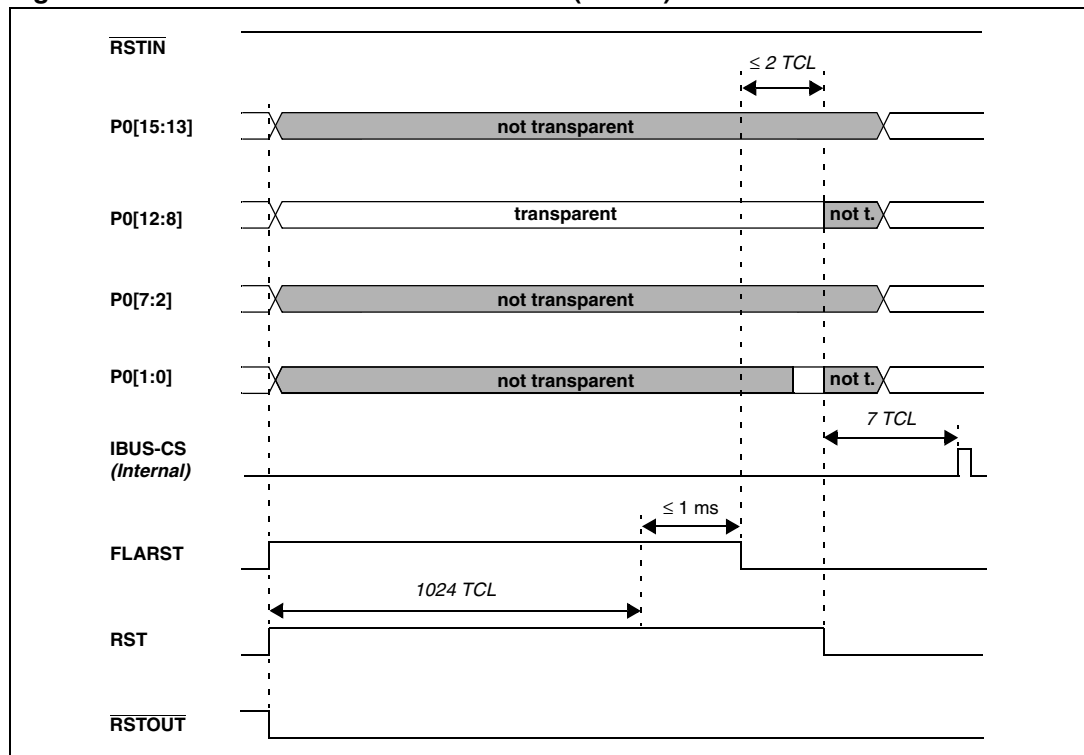 RSTIN
≤ 2 TCL
P0[15:13]
not transparent
P0[12:8]
transparent
not t.
P0[7:2]
not transparent
P0[1:0]
not transparent
not t.
7 TCL
IBUS-CS
(Internal)
≤ 1 ms
FLARST
1024 TCL
RST
RSTOUT